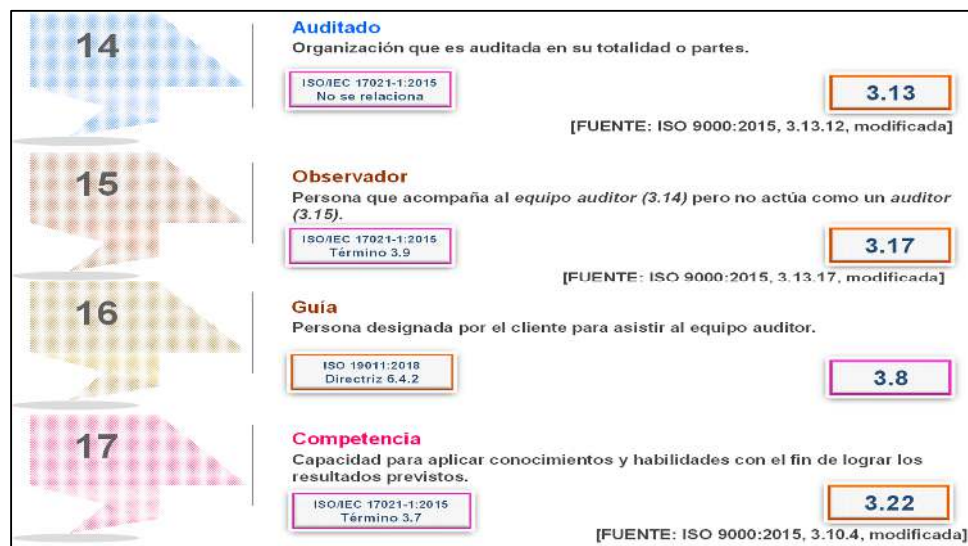 14
Auditado
Organización que es auditada en su totalidad o partes.
ISO/IEC 17021-1:2015
No se relaciona
3.13
[FUENTE: ISO 9000:2015, 3.13.12, modificada]
15
Observador
Persona que acompaña al equipo auditor (3.14) pero no actúa como un auditor
(3.15).
ISO/IEC 17021-1:2015
Término 3.9
3.17
[FUENTE: ISO 9000:2015, 3.13.17, modificada]
16
Guía
Persona designada por el cliente para asistir al equipo auditor.
ISO 19011:2018
Directriz 6.4.2
3.8
17
Competencia
Capacidad para aplicar conocimientos y habilidades con el fin de lograr los
resultados previstos.
ISO/IEC 17021-1:2015
Término 3.7
3.22
[FUENTE: ISO 9000:2015, 3.10.4, modificada]